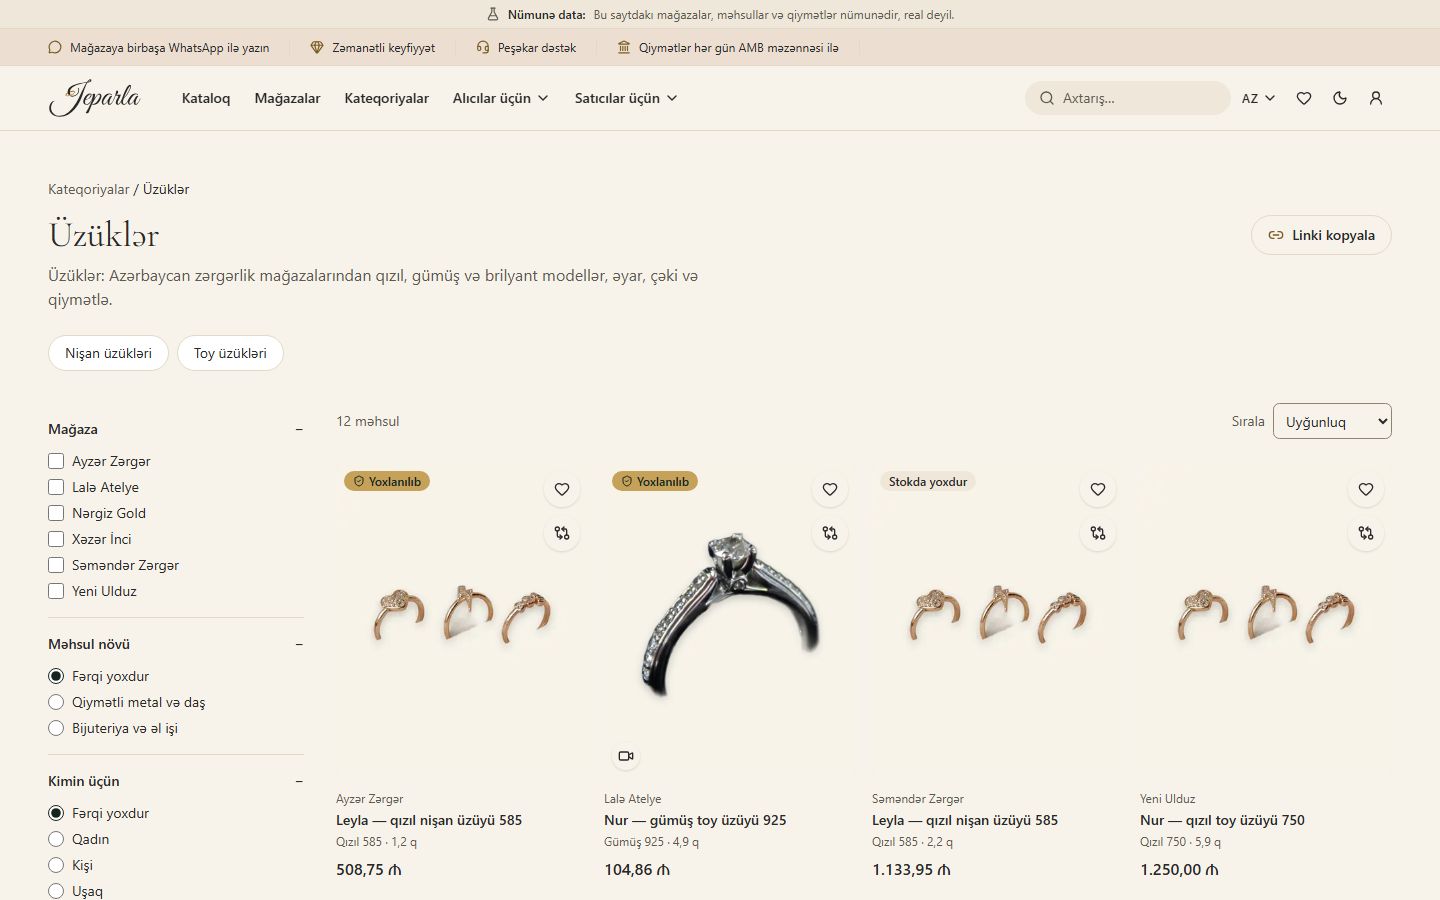 Nümunə data: Bu saytdakı mağazalar, məhsullar və qiymətlər nümunədir, real deyil.
Mağazaya birbaşa WhatsApp ilə yazın
Zəmanətli keyfiyyət
Peşəkar dəstək
Qiymətlər hər gün AMB məzənnəsi ilə
Jeparla
Kataloq
Mağazalar
Kateqoriyalar
Alıcılar üçün
Satıcılar üçün
Axtarış...
AZ
Kateqoriyalar / Üzüklər
Üzüklər
Linki kopyala
Üzüklər: Azərbaycan zərgərlik mağazalarından qızıl, gümüş və brilyant modellər, əyar, çəki və
qiymətlə.
Nişan üzükləri
Toy üzükləri
Mağaza
Ayzər Zərgər
Lalə Atelye
Nərgiz Gold
Xəzər İnci
Səməndər Zərgər
Yeni Ulduz
Məhsul növü
Fərqi yoxdur
Qiymətli metal və daş
Bijuteriya və əl işi
Kimin üçün
Fərqi yoxdur
Qadın
Kişi
Uşaq
12 məhsul
Sırala
Uyğunluq
Yoxlanılıb
Ayzər Zərgər
Leyla — qızıl nişan üzüyü 585
Qızıl 585 · 1,2 q
508,75 ₼
Yoxlanılıb
Lalə Atelye
Nur — gümüş toy üzüyü 925
Gümüş 925 · 4,9 q
104,86 ₼
Stokda yoxdur
Səməndər Zərgər
Leyla — qızıl nişan üzüyü 585
Qızıl 585 · 2,2 q
1.133,95 ₼
Yeni Ulduz
Nur — qızıl toy üzüyü 750
Qızıl 750 · 5,9 q
1.250,00 ₼